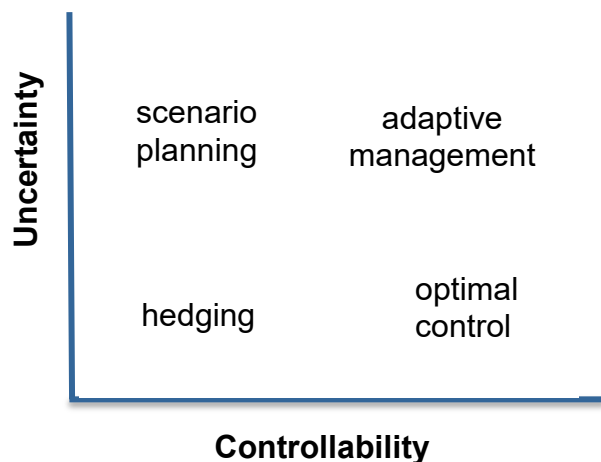 Uncertainty
scenario
planning
adaptive
management
hedging
optimal
control
Controllability